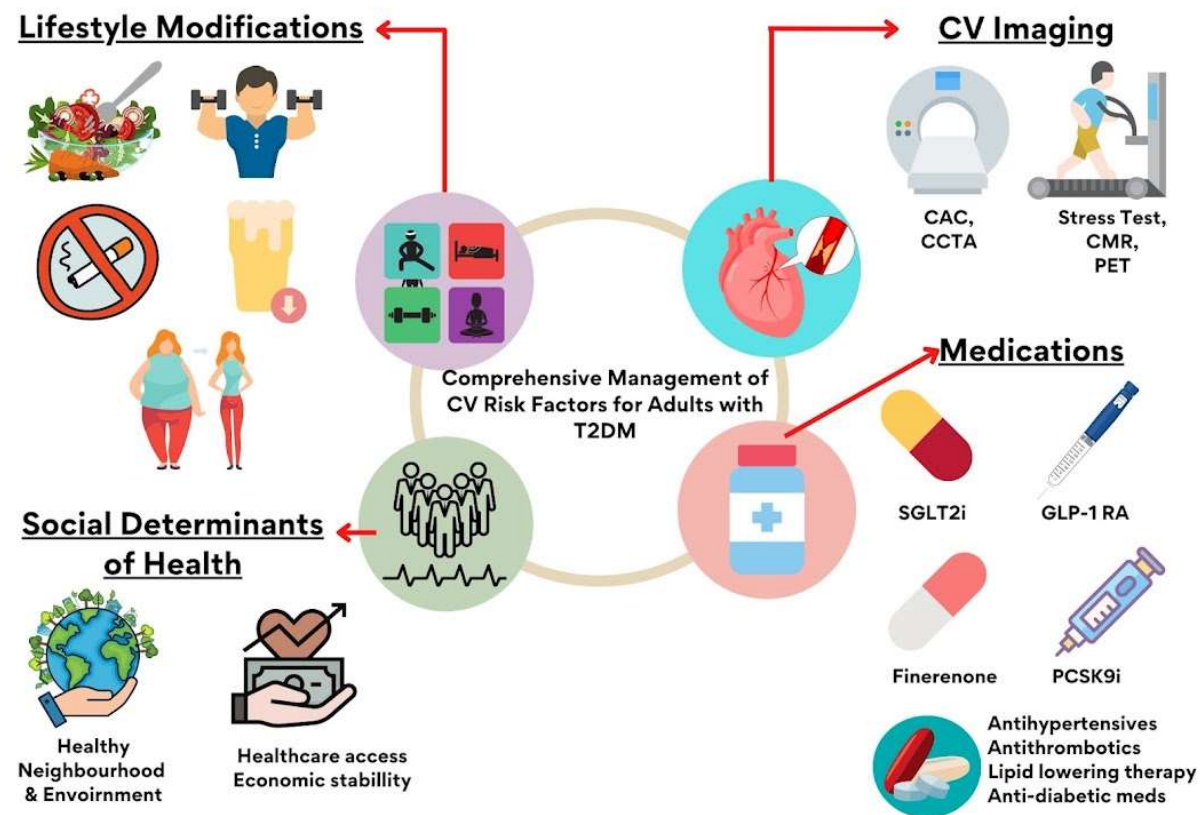 Lifestyle Modifications
CV Imaging
CAC,
CCTA
Stress Test,
CMR,
PET
Comprehensive Management of
CV Risk Factors for Adults with
T2DM
Medications
SGLT2i
GLP-1 RA
Finerenone
PCSK9i
Antihypertensives
Antithrombotics
Lipid lowering therapy
Anti-diabetic meds
Social Determinants
of Health
Healthy
Neighbourhood
& Envoirnment
Healthcare access
Economic stabillity